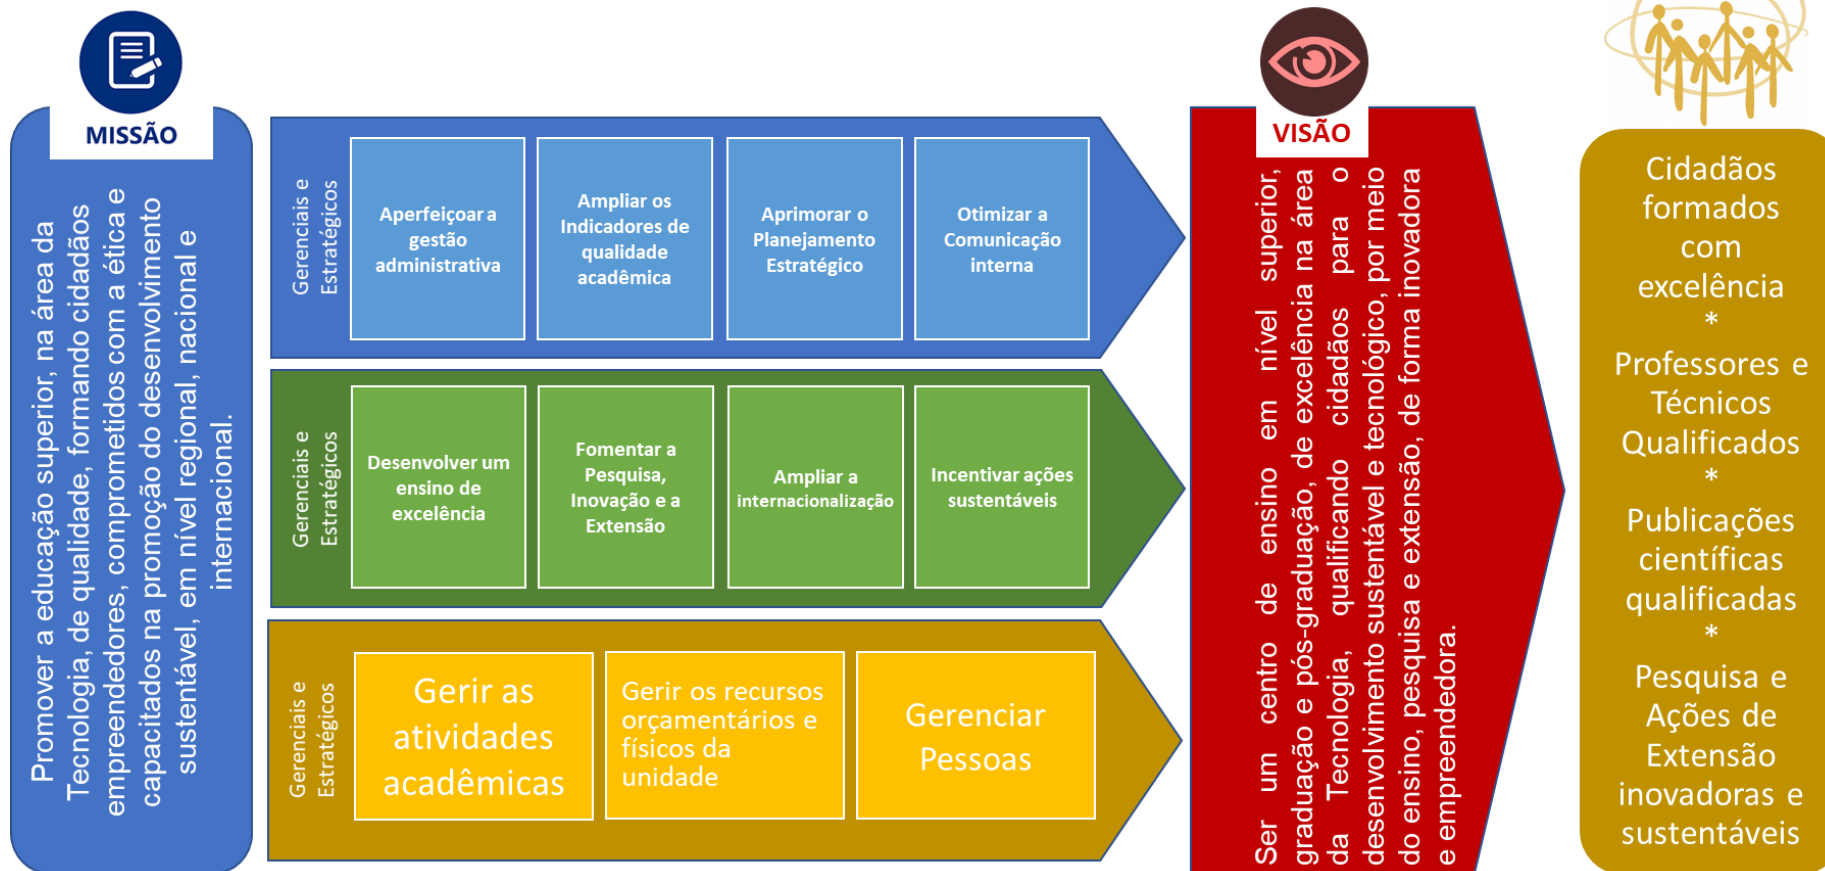 MISSÃO
Promover a educação superior, na área da
Tecnologia, de qualidade, formando cidadãos
empreendedores, comprometidos com a ética e
capacitados na promoção do desenvolvimento
sustentável, em nível regional, nacional e
internacional.
Gerenciais e
Estratégicos
Aperfeiçoar a
gestão
administrativa
Ampliar os
Indicadores de
qualidade
acadêmica
Aprimorar o
Planejamento
Estratégico
Otimizar a
Comunicação
interna
Gerenciais e
Estratégicos
Desenvolver um
ensino de
excelência
Fomentar a
Pesquisa,
Inovação e a
Extensão
Ampliar a
internacionalização
Incentivar ações
sustentáveis
Gerenciais e
Estratégicos
Gerir as
atividades
acadêmicas
Gerir os recursos
orçamentários e
físicos da
unidade
Gerenciar
Pessoas
VISÃO
Ser um centro de ensino em nível superior,
graduação e pós-graduação, de excelência na área
da Tecnologia, qualificando cidadãos para o
desenvolvimento sustentável e tecnológico, por meio
do ensino, pesquisa e extensão, de forma inovadora
e empreendedora.
Cidadãos
formados
com
excelência
*
Professores e
Técnicos
Qualificados
*
Publicações
científicas
qualificadas
*
Pesquisa e
Ações de
Extensão
inovadoras e
sustentáveis